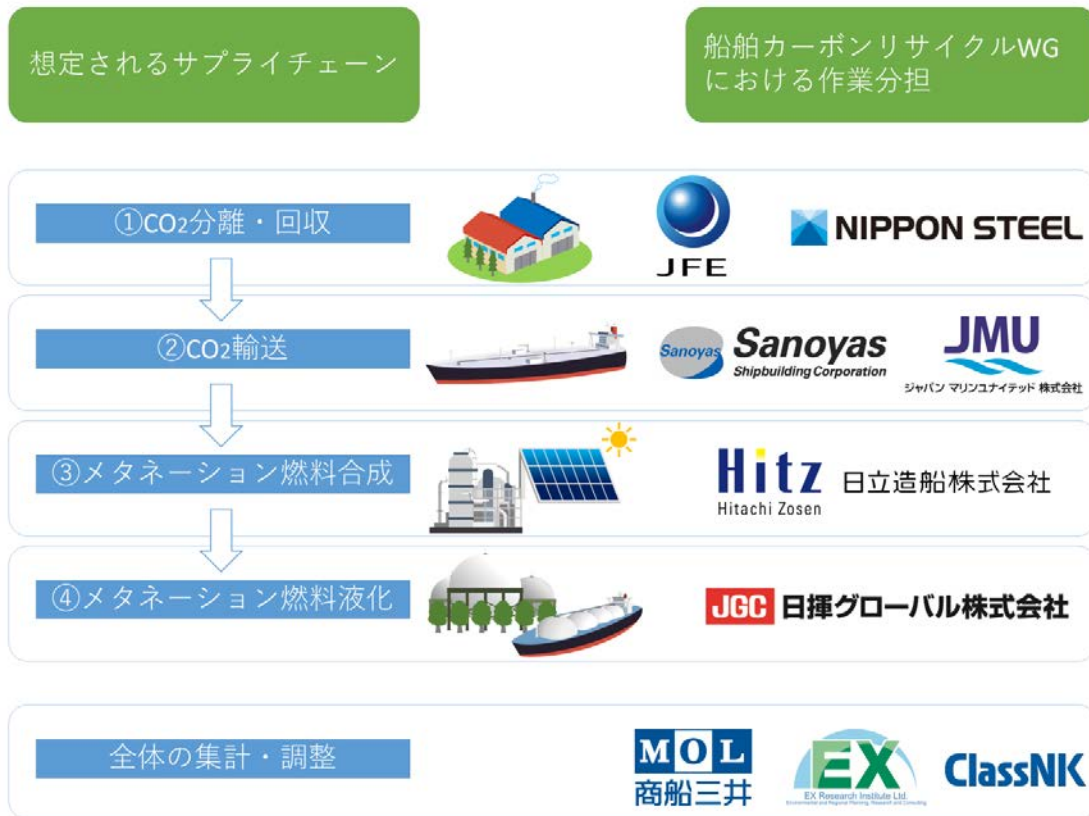 想定されるサプライチェーン
船舶カーボンリサイクルWG
における作業分担
①CO2分離・回収
JFE
NIPPON STEEL
②CO2輸送
Sanoyas
Sanoyas
Shipbuilding Corporation
JMU
ジャパン マリンユナイテッド 株式会社
③メタネーション燃料合成
Hitz
Hitachi Zosen
日立造船株式会社
④メタネーション燃料液化
JGC 日揮グローバル株式会社
全体の集計・調整
MOL
商船三井
EX
EX Research Institute Ltd.
Environmental and Regional Planning, Research and Consulting
ClassNK